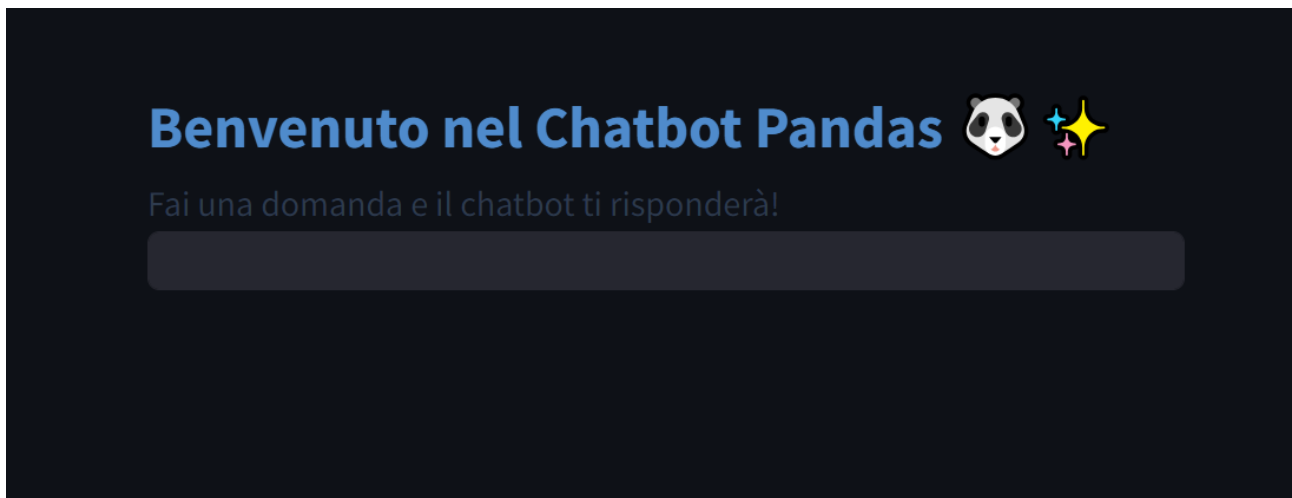 Benvenuto nel Chatbot Pandas 🐼 ✨
Fai una domanda e il chatbot ti risponderà!